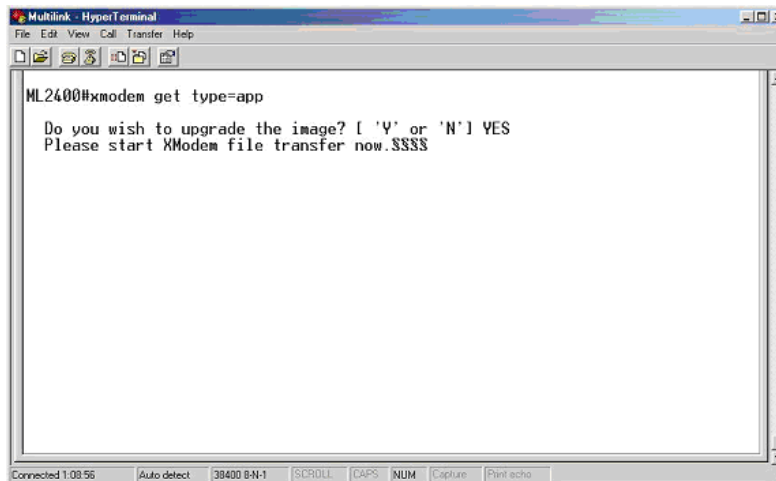 Multilink - HyperTerminal
File Edit View Call Transfer Help
ML2400#xmodem get type=app
Do you wish to upgrade the image? [ 'Y' or 'N'] YES
Please start XModem file transfer now.§§§§
Connected 1:08:56 Auto detect 38400 8-N-1 SCROLL CAPS NUM Capture Print echo